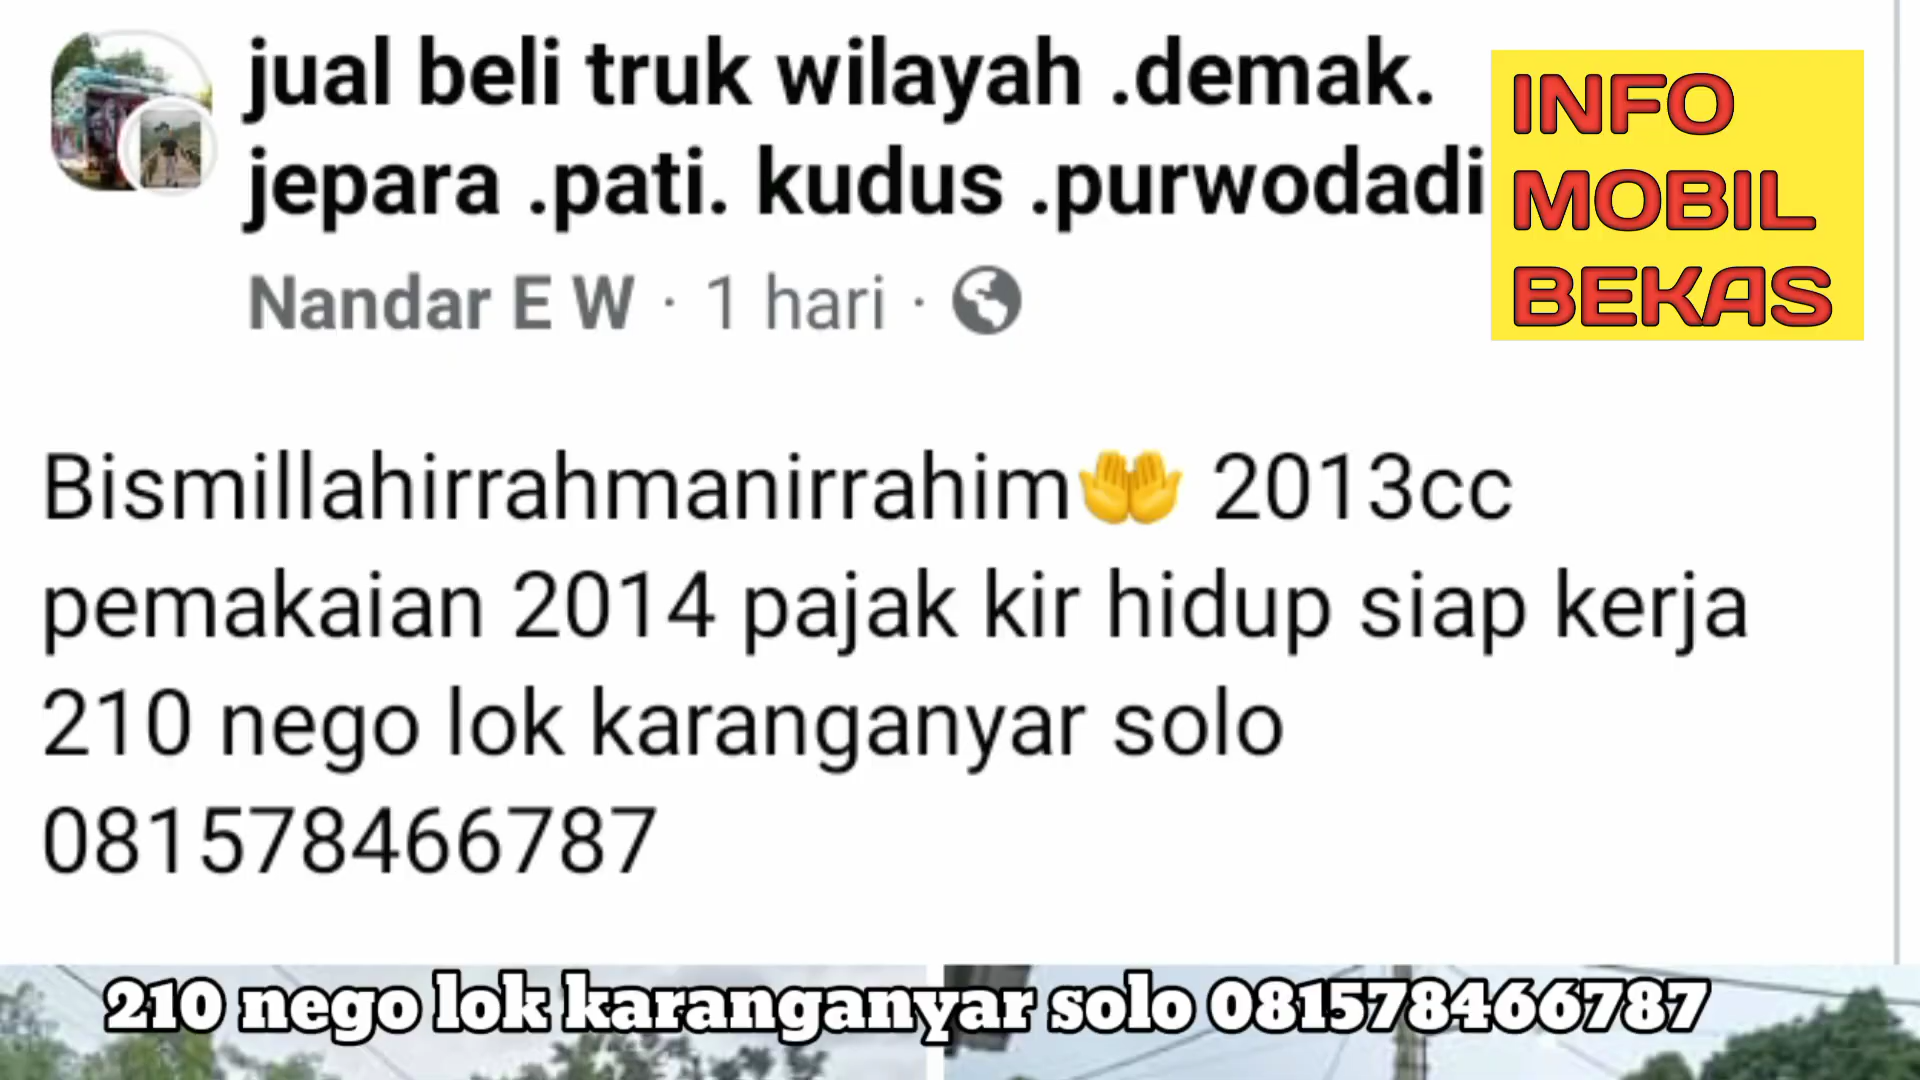 jual beli truk wilayah .demak.
jepara .pati. kudus .purwodadi
Nandar E W · 1 hari ·
INFO
MOBIL
BEKAS
Bismillahirrahmanirrahim🤲 2013cc
pemakaian 2014 pajak kir hidup siap kerja
210 nego lok karanganyar solo
081578466787
210 nego lok karanganyar solo 081578466787